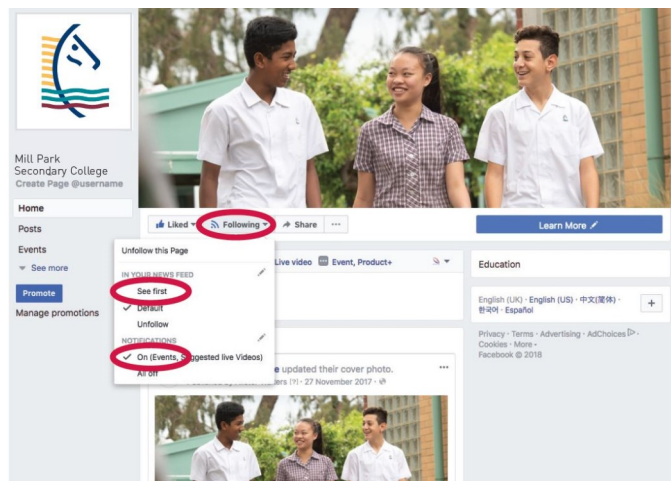 Mill Park
Secondary College
Create Page @username
Home
Posts
Events
See more
Promote
Manage promotions
Liked
Following
Share
Learn More
Unfollow this Page
IN YOUR NEWS FEED
See first
Default
Unfollow
NOTIFICATIONS
On (Events, Suggested live Videos)
All off
Live video
Event, Product+
updated their cover photo.
27 November 2017
Education
English (UK) · English (US) · 中文(简体) ·
한국어 · Español
Privacy · Terms · Advertising · AdChoices
Cookies · More
Facebook © 2018